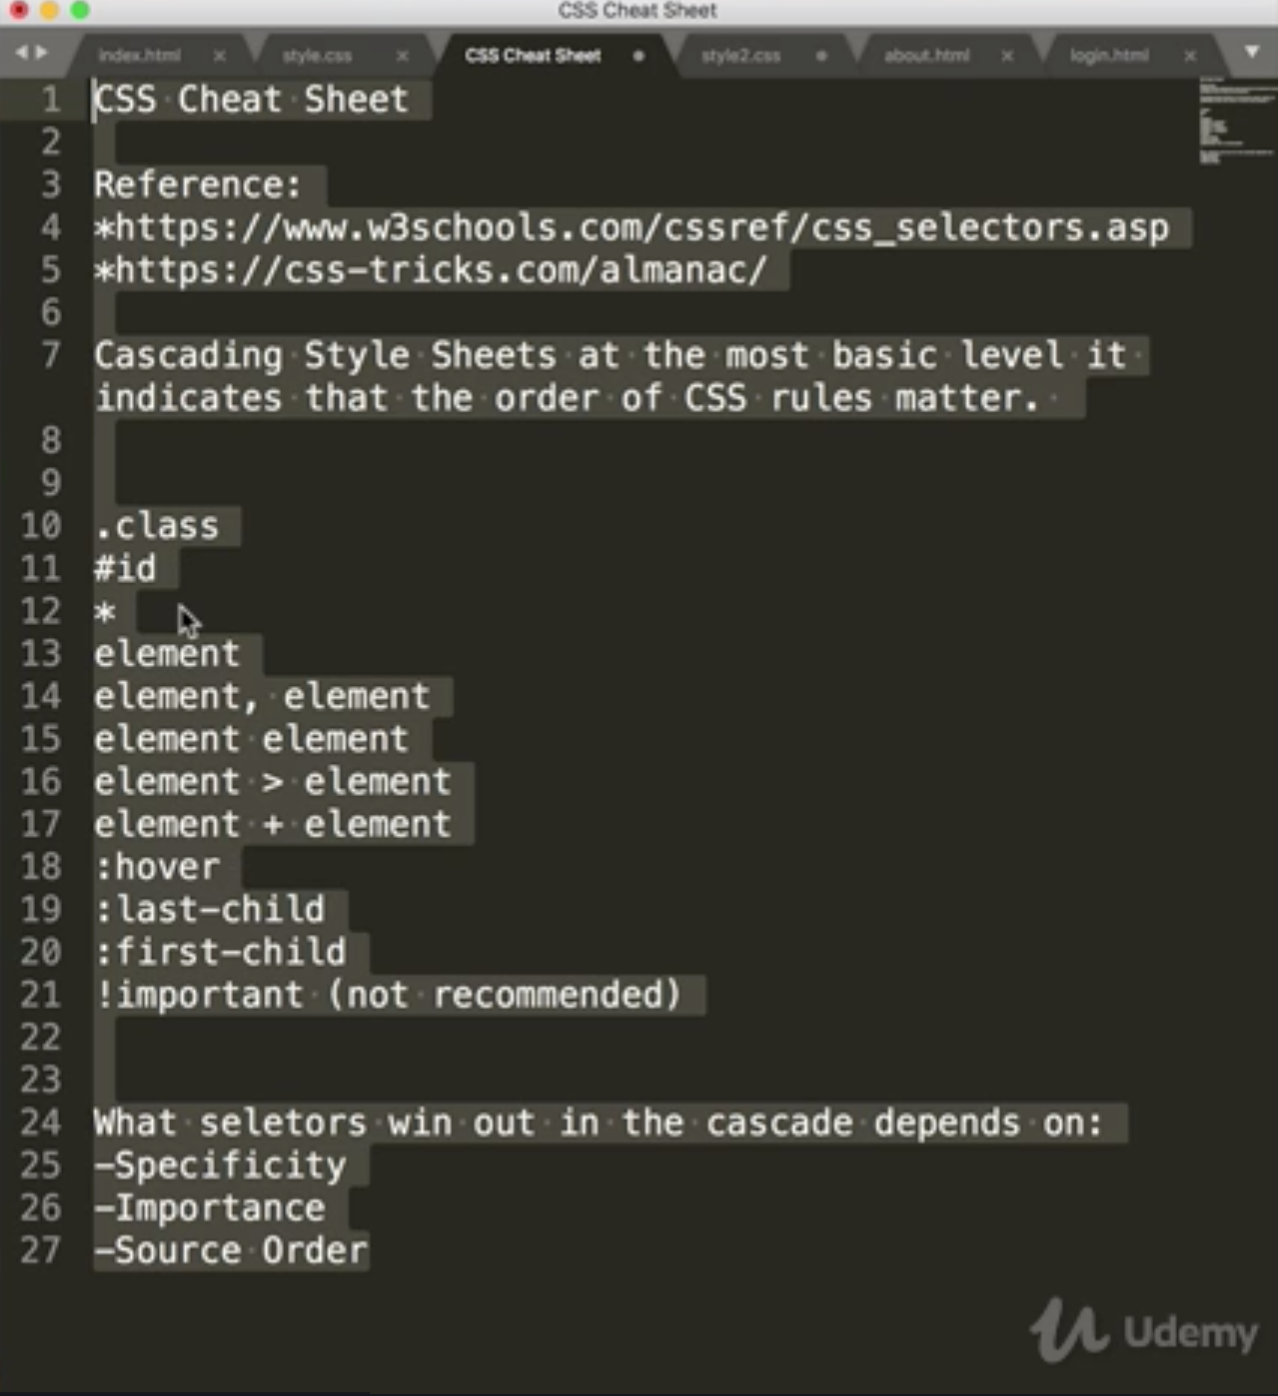 CSS Cheat Sheet
index.html
style.css
CSS Cheat Sheet
style2.css
about.html
login.html
1 CSS Cheat Sheet
2
3 Reference:
4 *https://www.w3schools.com/cssref/css_selectors.asp
5 *https://css-tricks.com/almanac/
6
7 Cascading Style Sheets at the most basic level it
indicates that the order of CSS rules matter.
8
9
10 .class
11 #id
12 *
13 element
14 element, element
15 element element
16 element > element
17 element + element
18 :hover
19 :last-child
20 :first-child
21 !important (not recommended)
22
23
24 What seletors win out in the cascade depends on:
25 -Specificity
26 -Importance
27 -Source Order
Udemy